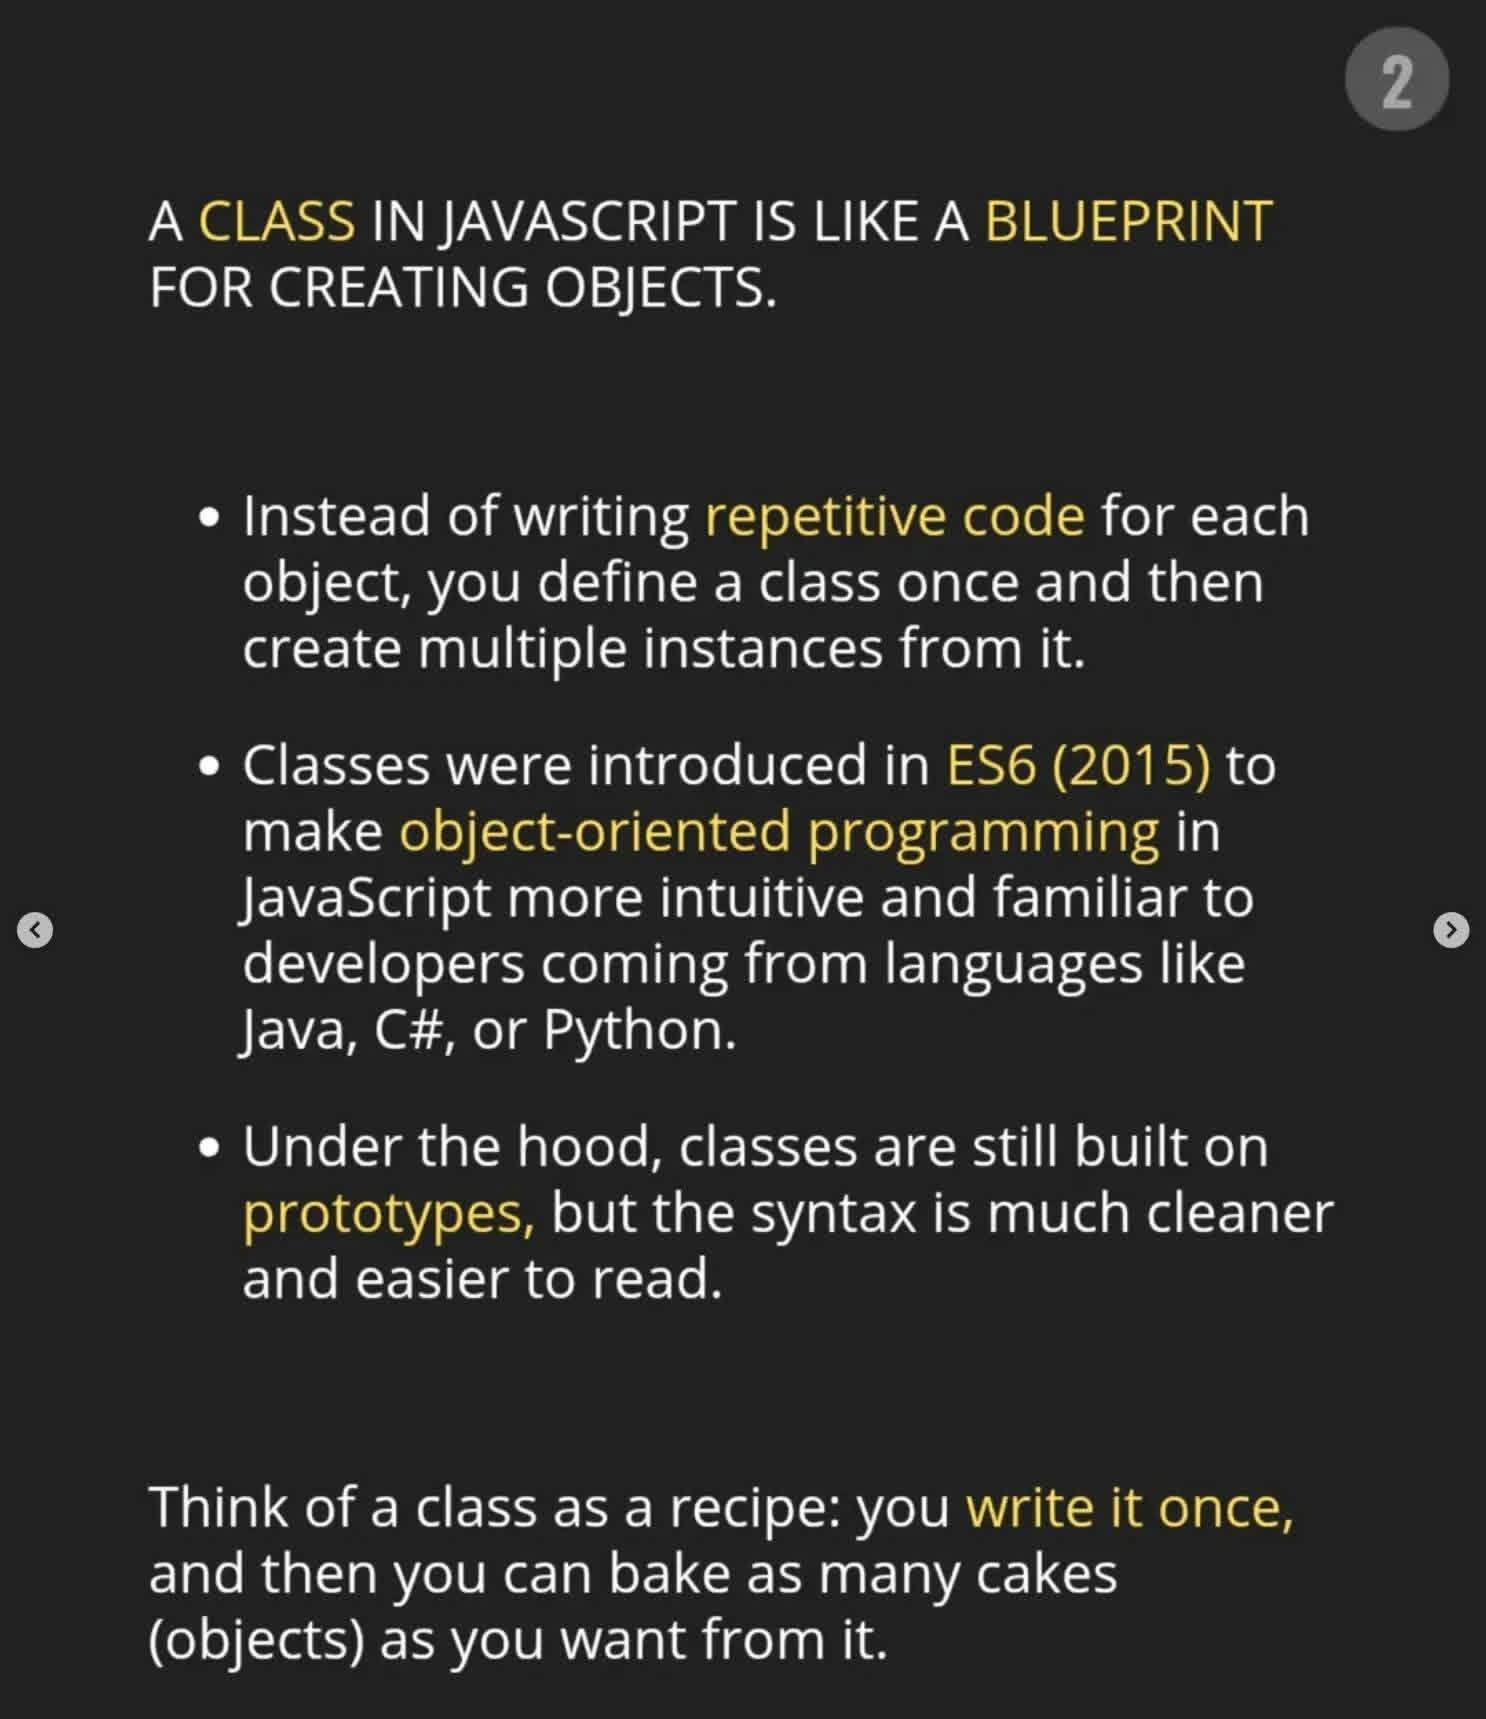 2
A CLASS IN JAVASCRIPT IS LIKE A BLUEPRINT
FOR CREATING OBJECTS.
• Instead of writing repetitive code for each
object, you define a class once and then
create multiple instances from it.
• Classes were introduced in ES6 (2015) to
make object-oriented programming in
JavaScript more intuitive and familiar to
developers coming from languages like
Java, C#, or Python.
• Under the hood, classes are still built on
prototypes, but the syntax is much cleaner
and easier to read.
Think of a class as a recipe: you write it once,
and then you can bake as many cakes
(objects) as you want from it.